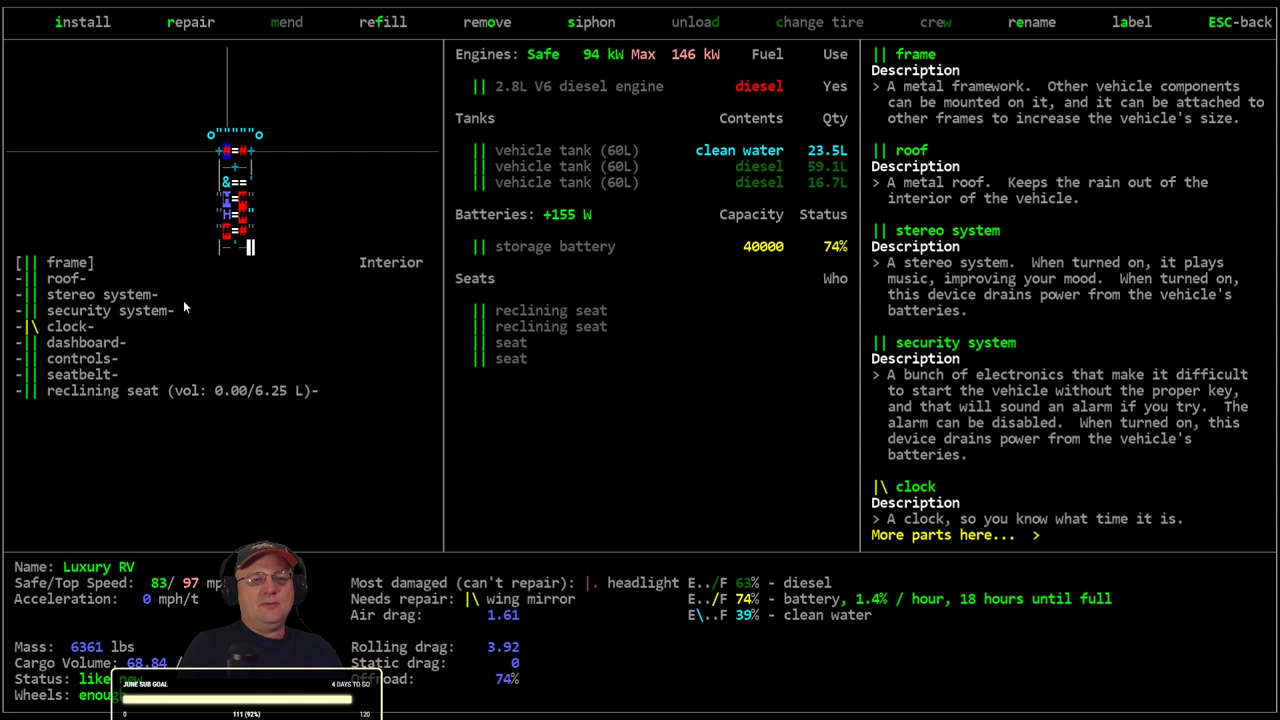 install repair mend refill remove siphon unload change tire crew rename label ESC-back
Engines: Safe 94 kW Max 146 kW Fuel Use
|| 2.8L V6 diesel engine diesel Yes
Tanks Contents Qty
|| vehicle tank (60L) clean water 23.5L
|| vehicle tank (60L) diesel 59.1L
|| vehicle tank (60L) diesel 16.7L
Batteries: +155 W Capacity Status
|| storage battery 40000 74%
Seats Who
|| reclining seat
|| reclining seat
|| seat
|| seat
[|| frame] Interior
-|| roof-
-|| stereo system-
-|| security system-
-|\ clock-
-|| dashboard-
-|| controls-
-|| seatbelt-
-|| reclining seat (vol: 0.00/6.25 L)-
|| frame
Description
> A metal framework. Other vehicle components
can be mounted on it, and it can be attached to
other frames to increase the vehicle's size.
|| roof
Description
> A metal roof. Keeps the rain out of the
interior of the vehicle.
|| stereo system
Description
> A stereo system. When turned on, it plays
music, improving your mood. When turned on,
this device drains power from the vehicle's
batteries.
|| security system
Description
> A bunch of electronics that make it difficult
to start the vehicle without the proper key,
and that will sound an alarm if you try. The
alarm can be disabled. When turned on, this
device drains power from the vehicle's
batteries.
|\ clock
Description
> A clock, so you know what time it is.
More parts here... >
Name: Luxury RV
Safe/Top Speed: 83/ 97 mp
Acceleration: 0 mph/t
Mass: 6361 lbs
Cargo Volume: 68.84 /
Status: like new
Wheels: enough
Most damaged (can't repair): |. headlight
Needs repair: |\ wing mirror
Air drag: 1.61
Rolling drag: 3.92
Static drag: 0
Offroad: 74%
E../F 63% - diesel
E../F 74% - battery, 1.4% / hour, 18 hours until full
E\..F 39% - clean water
JUNE SUB GOAL 4 DAYS TO GO
0 111 (92%) 120